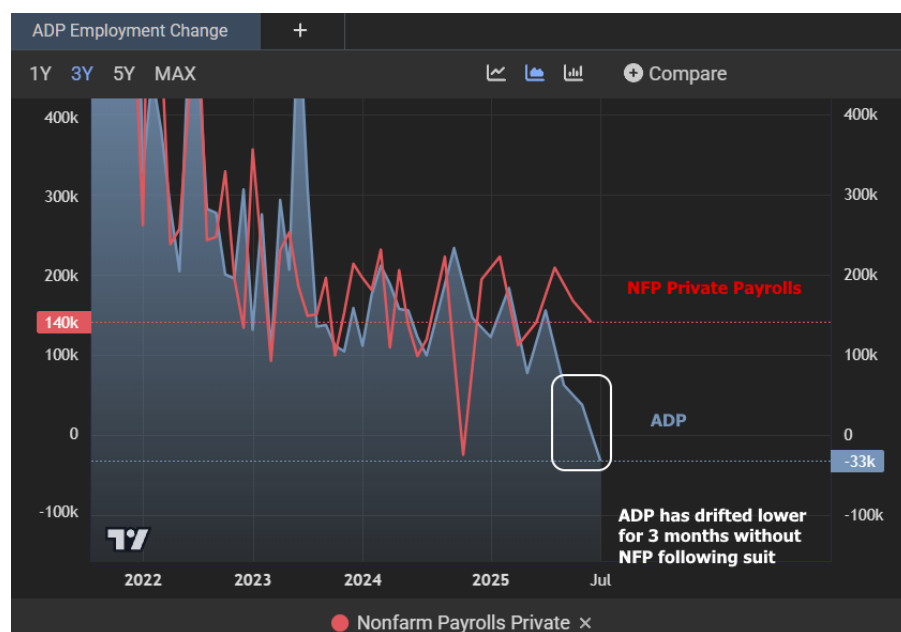 ADP Employment Change +
1Y 3Y 5Y MAX Compare
400k 400k
300k 300k
200k 200k
NFP Private Payrolls
140k
100k 100k
ADP
0 0
-33k
-100k -100k
ADP has drifted lower
for 3 months without
NFP following suit
2022 2023 2024 2025 Jul
Nonfarm Payrolls Private ×